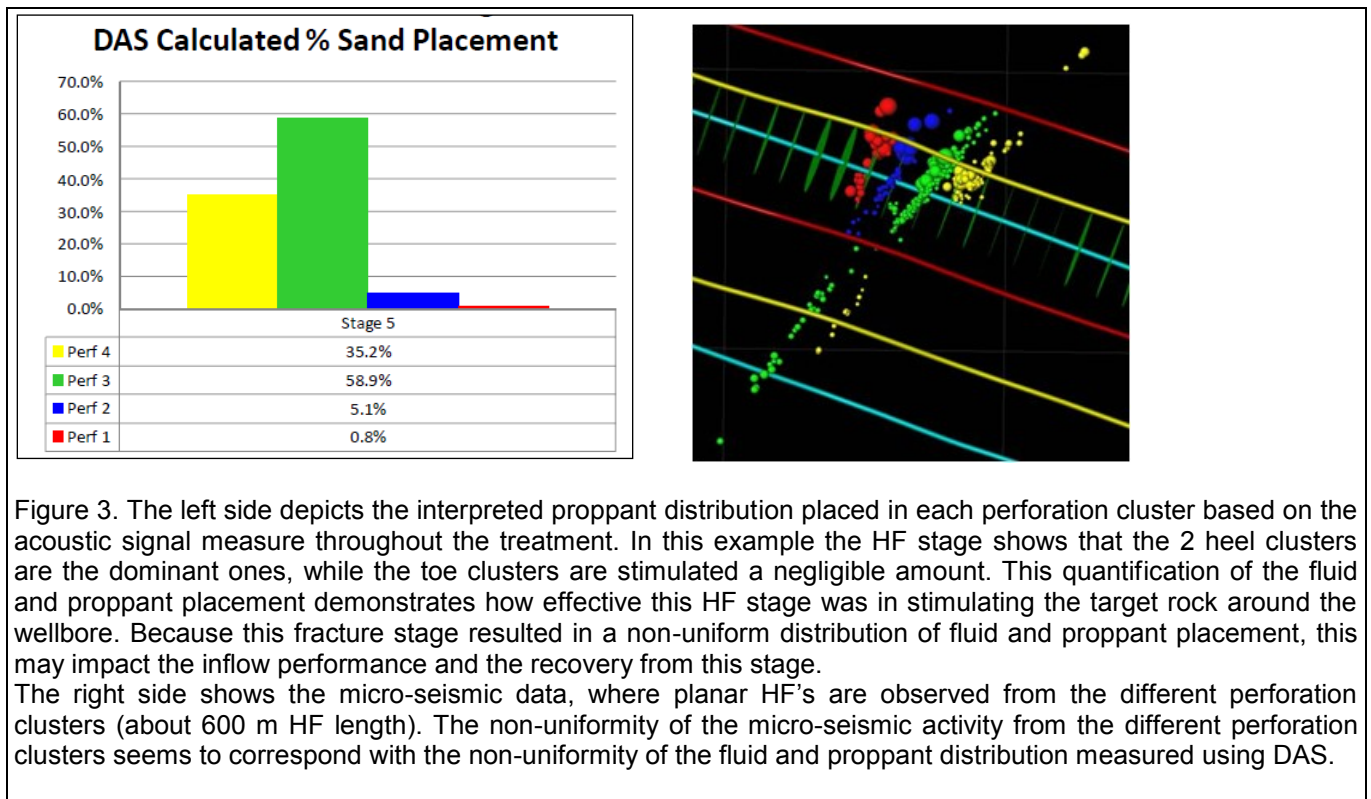 DAS Calculated % Sand Placement
70.0%
60.0%
50.0%
40.0%
30.0%
20.0%
10.0%
0.0%
Stage 5
Perf 4 35.2%
Perf 3 58.9%
Perf 2 5.1%
Perf 1 0.8%
Figure 3. The left side depicts the interpreted proppant distribution placed in each perforation cluster based on the
acoustic signal measure throughout the treatment. In this example the HF stage shows that the 2 heel clusters
are the dominant ones, while the toe clusters are stimulated a negligible amount. This quantification of the fluid
and proppant placement demonstrates how effective this HF stage was in stimulating the target rock around the
wellbore. Because this fracture stage resulted in a non-uniform distribution of fluid and proppant placement, this
may impact the inflow performance and the recovery from this stage.
The right side shows the micro-seismic data, where planar HF’s are observed from the different perforation
clusters (about 600 m HF length). The non-uniformity of the micro-seismic activity from the different perforation
clusters seems to correspond with the non-uniformity of the fluid and proppant distribution measured using DAS.